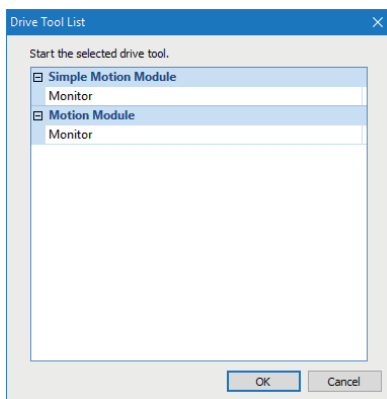 Drive Tool List
Start the selected drive tool.
Simple Motion Module
Monitor
Motion Module
Monitor
OK Cancel